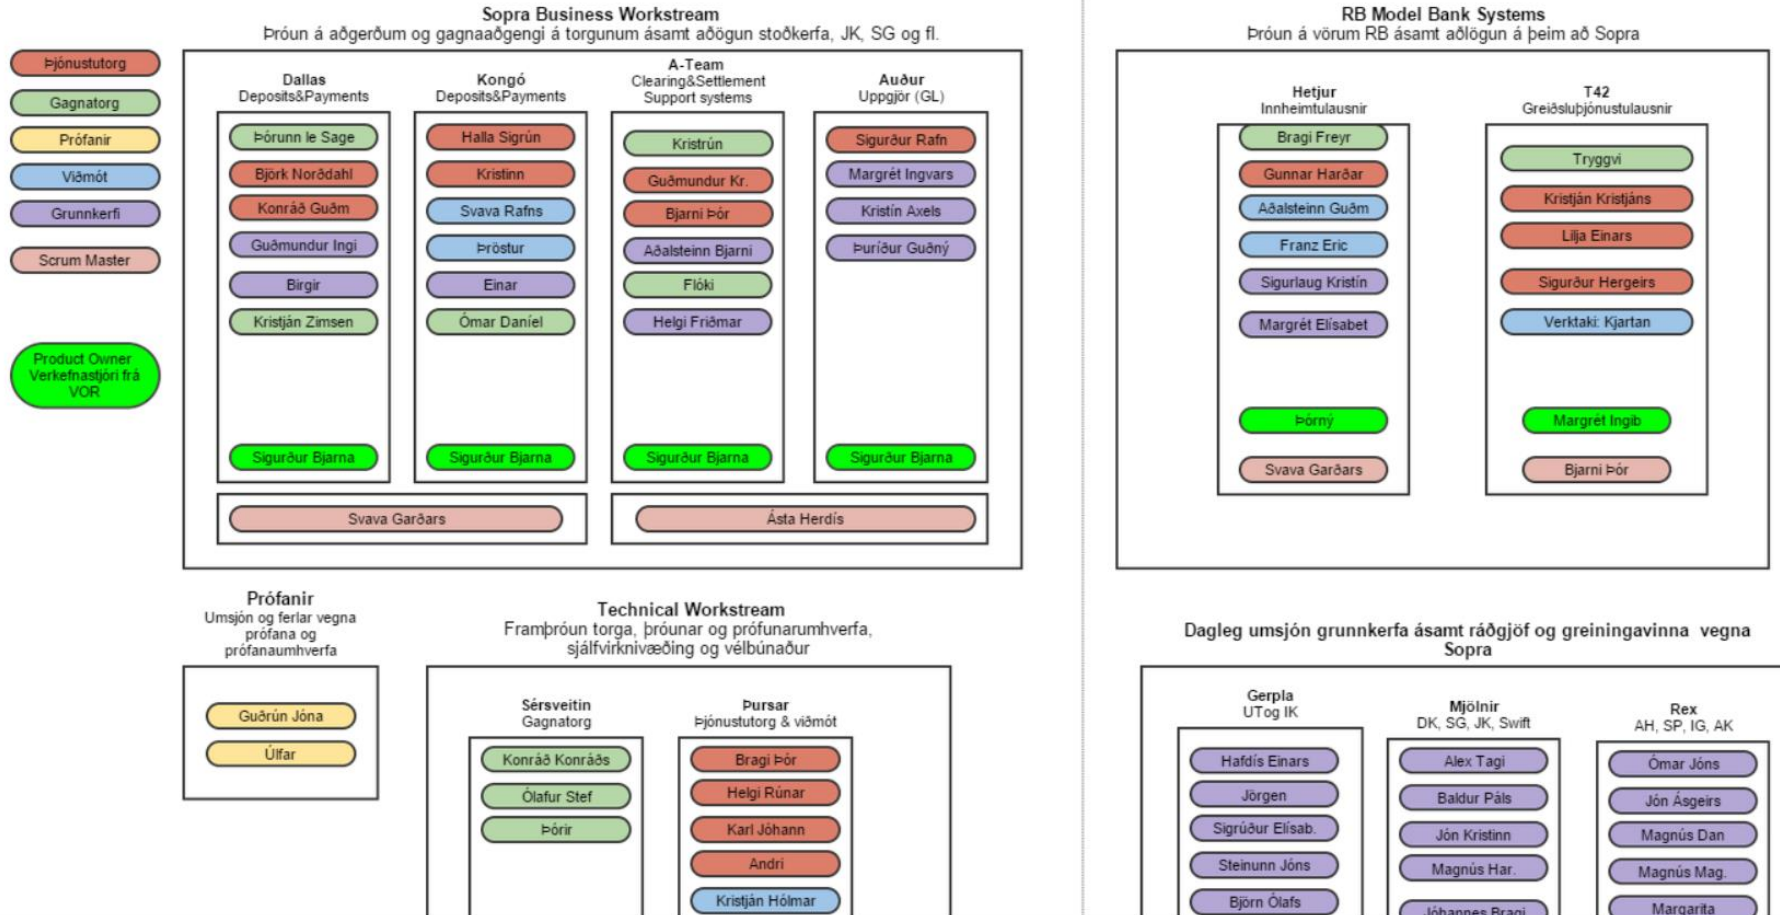 Sopra Business Workstream
Þróun á aðgerðum og gagnaaðgengi á torgunum ásamt aðögun stoðkerfa, JK, SG og fl.
Þjónustutorg
Gagnatorg
Prófanir
Viðmót
Grunnkerfi
Scrum Master
Product Owner
Verkefnastjóri frá
VOR
Dallas
Deposits&Payments
Þórunn le Sage
Björk Norðdahl
Konráð Guðm
Guðmundur Ingi
Birgir
Kristján Zimsen
Sigurður Bjarna
Kongó
Deposits&Payments
Halla Sigrún
Kristinn
Svava Rafns
Þröstur
Einar
Ómar Daníel
Sigurður Bjarna
A-Team
Clearing&Settlement
Support systems
Kristrún
Guðmundur Kr.
Bjarni Þór
Aðalsteinn Bjarni
Flóki
Helgi Friðmar
Sigurður Bjarna
Auður
Uppgjör (GL)
Sigurður Rafn
Margrét Ingvars
Kristín Axels
Þuríður Guðný
Sigurður Bjarna
Svava Garðars
Ásta Herdís
RB Model Bank Systems
Þróun á vörum RB ásamt aðlögun á þeim að Sopra
Hetjur
Innheimtulausnir
Bragi Freyr
Gunnar Harðar
Aðalsteinn Guðm
Franz Eric
Sigurlaug Kristín
Margrét Elísabet
Þórný
Svava Garðars
T42
Greiðsluþjónustulausnir
Tryggvi
Kristján Kristjáns
Lilja Einars
Sigurður Hergeirs
Verktaki: Kjartan
Margrét Ingib
Bjarni Þór
Prófanir
Umsjón og ferlar vegna
prófana og
prófanaumhverfa
Guðrún Jóna
Úlfar
Technical Workstream
Framþróun torga, þróunar og prófunarumhverfa,
sjálfvirknivæðing og vélbúnaður
Sérsveitin
Gagnatorg
Konráð Konráðs
Ólafur Stef
Þórir
Þursar
Þjónustutorg & viðmót
Bragi Þór
Helgi Rúnar
Karl Jóhann
Andri
Kristján Hólmar
Dagleg umsjón grunnkerfa ásamt ráðgjöf og greiningavinna vegna
Sopra
Gerpla
UTog IK
Hafdís Einars
Jörgen
Sigrúður Elísab.
Steinunn Jóns
Björn Ólafs
Mjölnir
DK, SG, JK, Swift
Alex Tagi
Baldur Páls
Jón Kristinn
Magnús Har.
Jóhannes Bragi
Rex
AH, SP, IG, AK
Ómar Jóns
Jón Ásgeirs
Magnús Dan
Magnús Mag.
Margarita